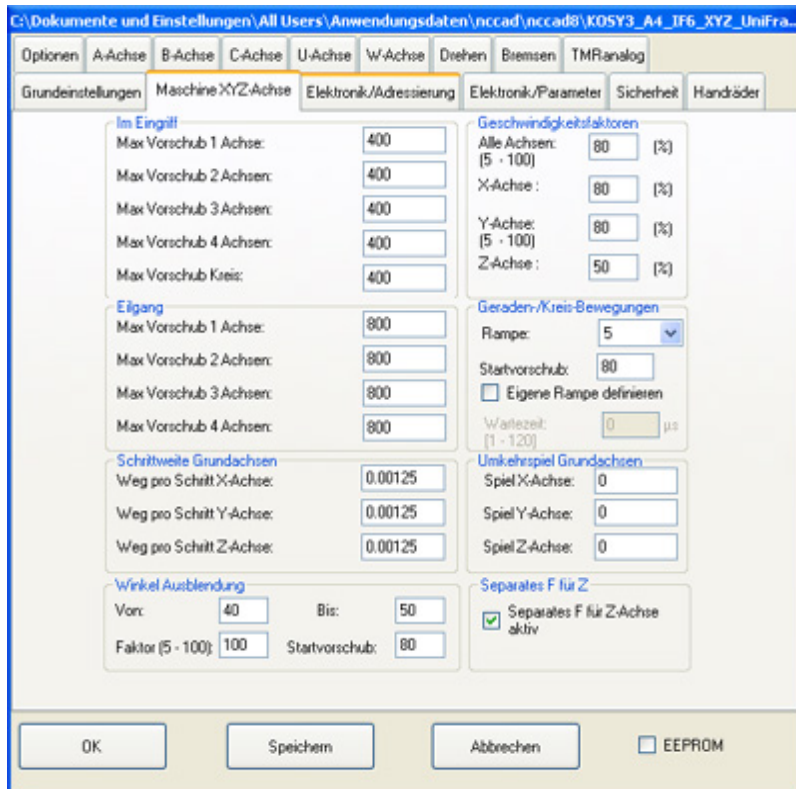 C:\Dokumente und Einstellungen\All Users\Anwendungsdaten\nccad\nccad8\KOSY3_A4_IF6_XYZ_UniFra...
Optionen A-Achse B-Achse C-Achse U-Achse W-Achse Drehen Bremsen TMRanalog
Grundeinstellungen Maschine XYZ-Achse Elektronik/Adressierung Elektronik/Parameter Sicherheit Handräder
Im Eingriff
Max Vorschub 1 Achse: 400
Max Vorschub 2 Achsen: 400
Max Vorschub 3 Achsen: 400
Max Vorschub 4 Achsen: 400
Max Vorschub Kreis: 400
Geschwindigkeitsfaktoren
Alle Achsen: 80 (%)
(5 - 100)
X-Achse : 80 (%)
Y-Achse: 80 (%)
(5 - 100)
Z-Achse : 50 (%)
Eilgang
Max Vorschub 1 Achse: 800
Max Vorschub 2 Achsen: 800
Max Vorschub 3 Achsen: 800
Max Vorschub 4 Achsen: 800
Geraden-/Kreis-Bewegungen
Rampe: 5
Startvorschub: 80
Eigene Rampe definieren
Wartezeit: 0 µs
(1 - 120)
Schrittweite Grundachsen
Weg pro Schritt X-Achse: 0.00125
Weg pro Schritt Y-Achse: 0.00125
Weg pro Schritt Z-Achse: 0.00125
Umkehrspiel Grundachsen
Spiel X-Achse: 0
Spiel Y-Achse: 0
Spiel Z-Achse: 0
Winkel Ausblendung
Von: 40 Bis: 50
Faktor (5 - 100): 100 Startvorschub: 80
Separates F für Z
Separates F für Z-Achse
aktiv
OK Speichern Abbrechen EEPROM